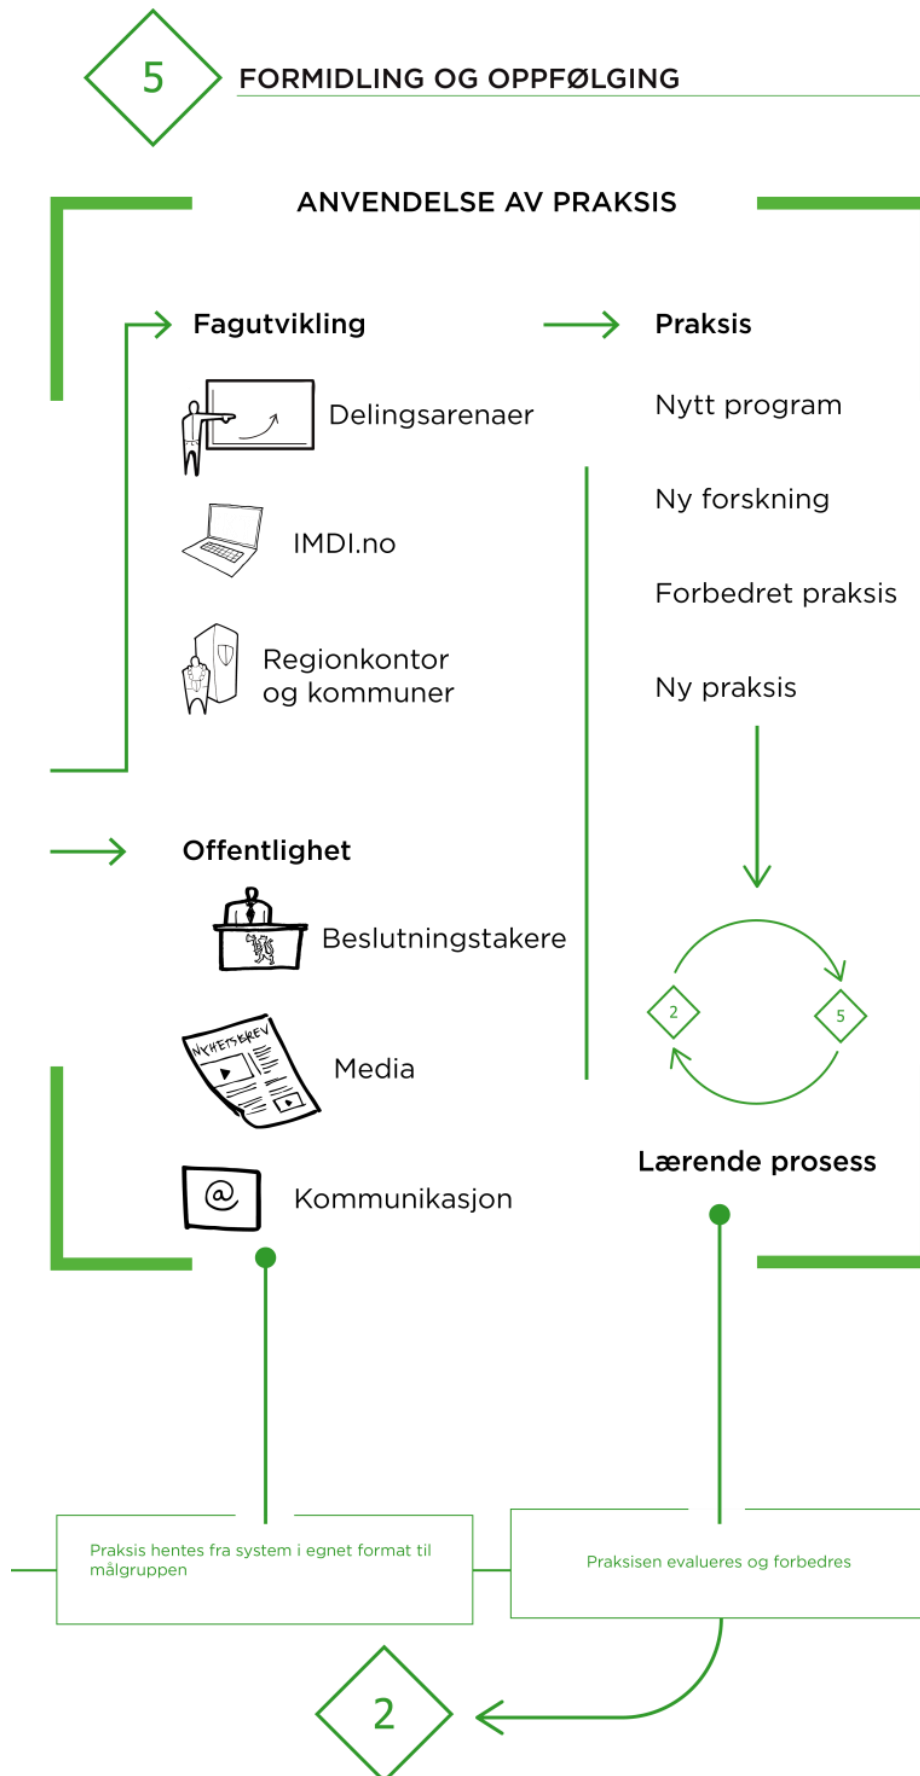 5
FORMIDLING OG OPPFØLGING
ANVENDELSE AV PRAKSIS
Fagutvikling
Delingsarenaer
IMDI.no
Regionkontor
og kommuner
Offentlighet
Beslutningstakere
NYHETSBREV
Media
@
Kommunikasjon
Praksis
Nytt program
Ny forskning
Forbedret praksis
Ny praksis
2
5
Lærende prosess
Praksis hentes fra system i egnet format til
målgruppen
Praksisen evalueres og forbedres
2